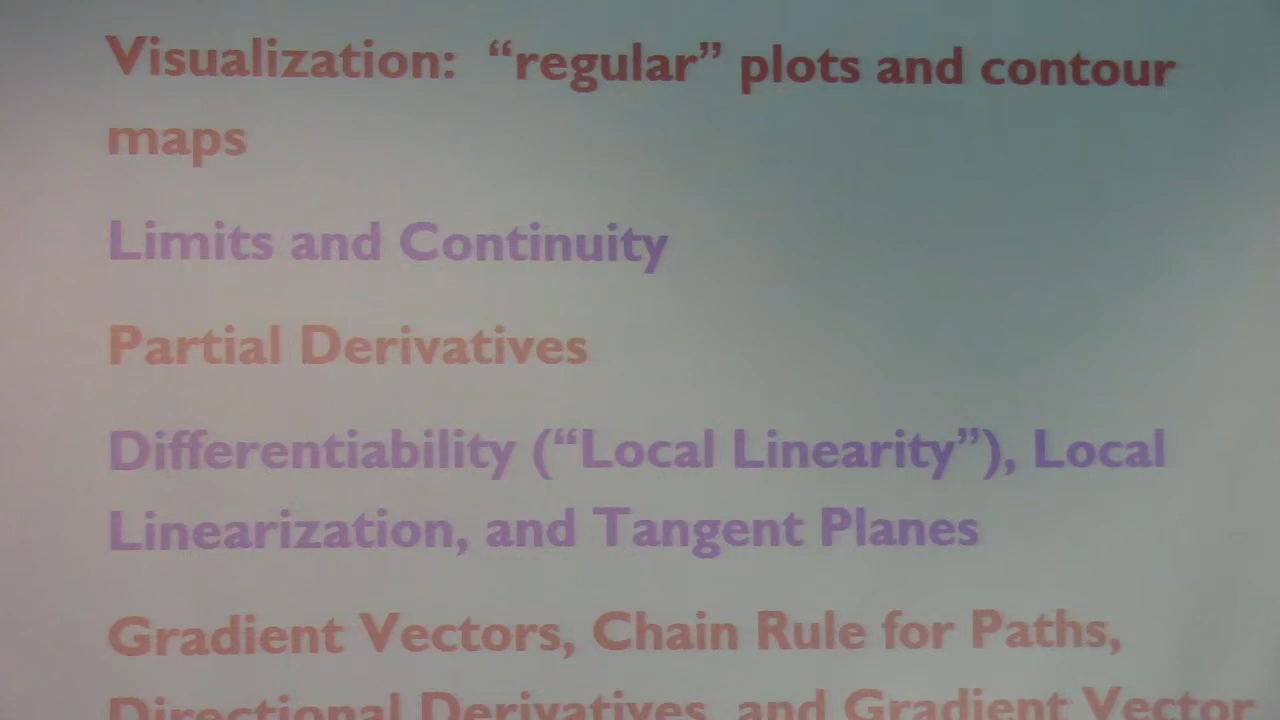 Visualization: “regular” plots and contour
maps
Limits and Continuity
Partial Derivatives
Differentiability (“Local Linearity”), Local
Linearization, and Tangent Planes
Gradient Vectors, Chain Rule for Paths,
Directional Derivatives, and Gradient Vector